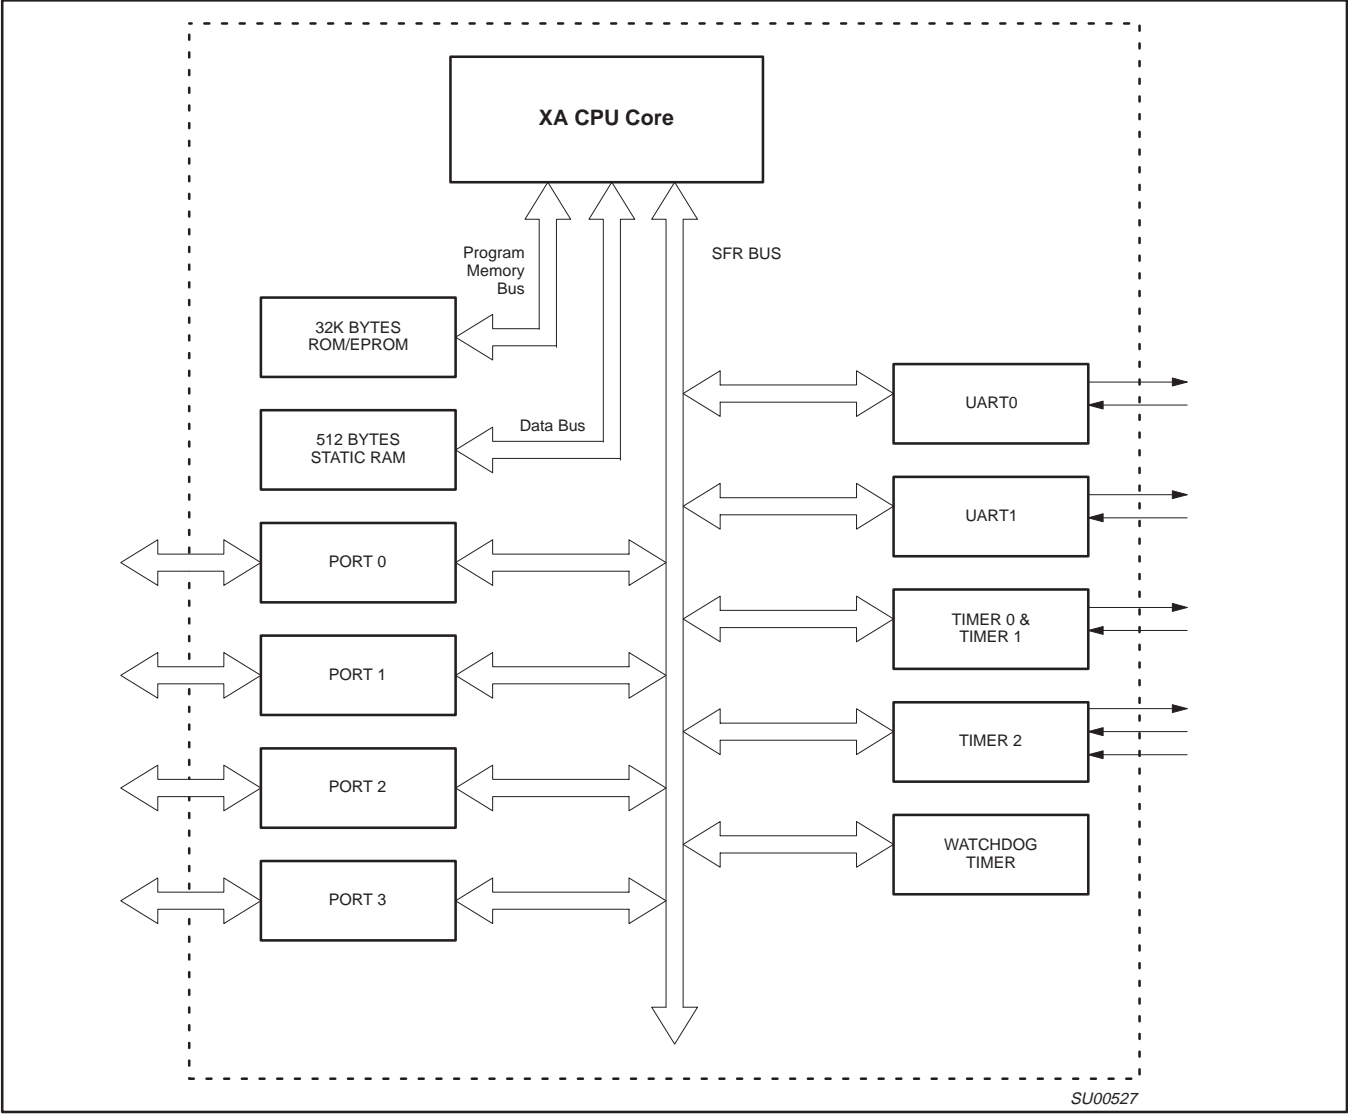 XA CPU Core
Program
Memory
Bus
SFR BUS
32K BYTES
ROM/EPROM
Data Bus
512 BYTES
STATIC RAM
PORT 0
PORT 1
PORT 2
PORT 3
UART0
UART1
TIMER 0 &
TIMER 1
TIMER 2
WATCHDOG
TIMER
SU00527